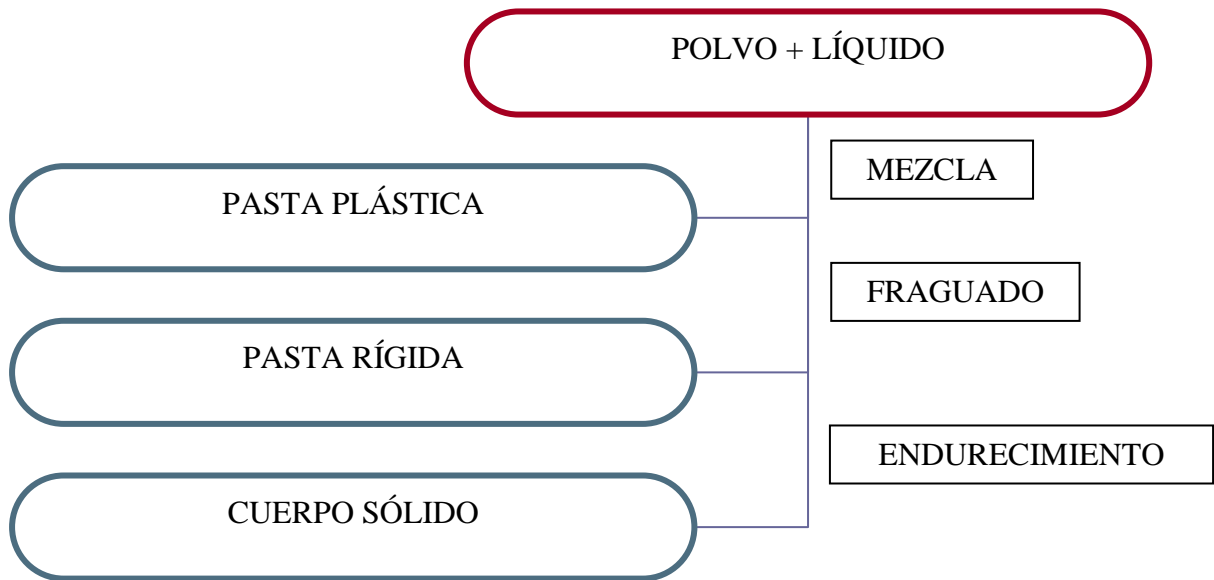 POLVO + LÍQUIDO
MEZCLA
PASTA PLÁSTICA
FRAGUADO
PASTA RÍGIDA
ENDURECIMIENTO
CUERPO SÓLIDO